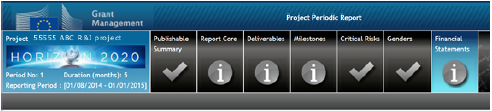 Grant
Management
Project Periodic Report
Project 55555 ABC R&I project
HORIZON 2020
Period No: 1 Duration (months): 5
Reporting Period : [01/08/2014 - 01/01/2015]
Publishable
Summary
Report Core
Deliverables
Milestones
Critical Risks
Genders
Financial
Statements